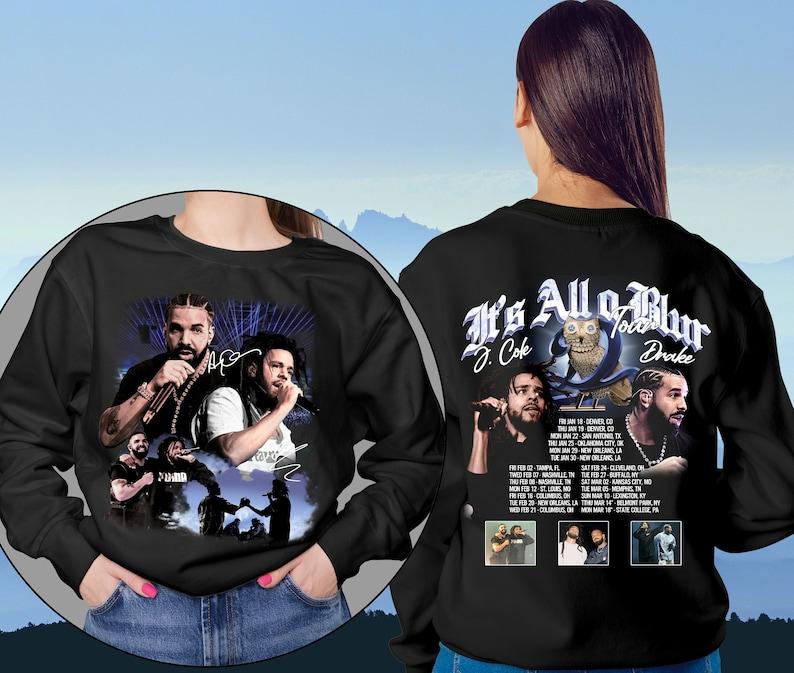 It's All a Blur
Tour
J. Cole
Drake
FRI JAN 18 - DENVER, CO
THU JAN 19 - DENVER, CO
MON JAN 22 - SAN ANTONIO, TX
THU JAN 25 - OKLAHOMA CITY, OK
MON JAN 29 - NEW ORLEANS, LA
TUE JAN 30 - NEW ORLEANS, LA
FRI FEB 02 - TAMPA, FL
WED FEB 07 - NASHVILLE, TN
THU FEB 08 - NASHVILLE, TN
MON FEB 12 - ST. LOUIS, MO
FRI FEB 16 - COLUMBUS, OH
TUE FEB 20 - NEW ORLEANS, LA
WED FEB 21 - COLUMBUS, OH
SAT FEB 24 - CLEVELAND, OH
TUE FEB 27 - BUFFALO, NY
SAT MAR 02 - KANSAS CITY, MO
TUE MAR 05 - MEMPHIS, TN
SUN MAR 10 - LEXINGTON, KY
THRU MAR 14* - BELMONT PARK, NY
MON MAR 18* - STATE COLLEGE, PA